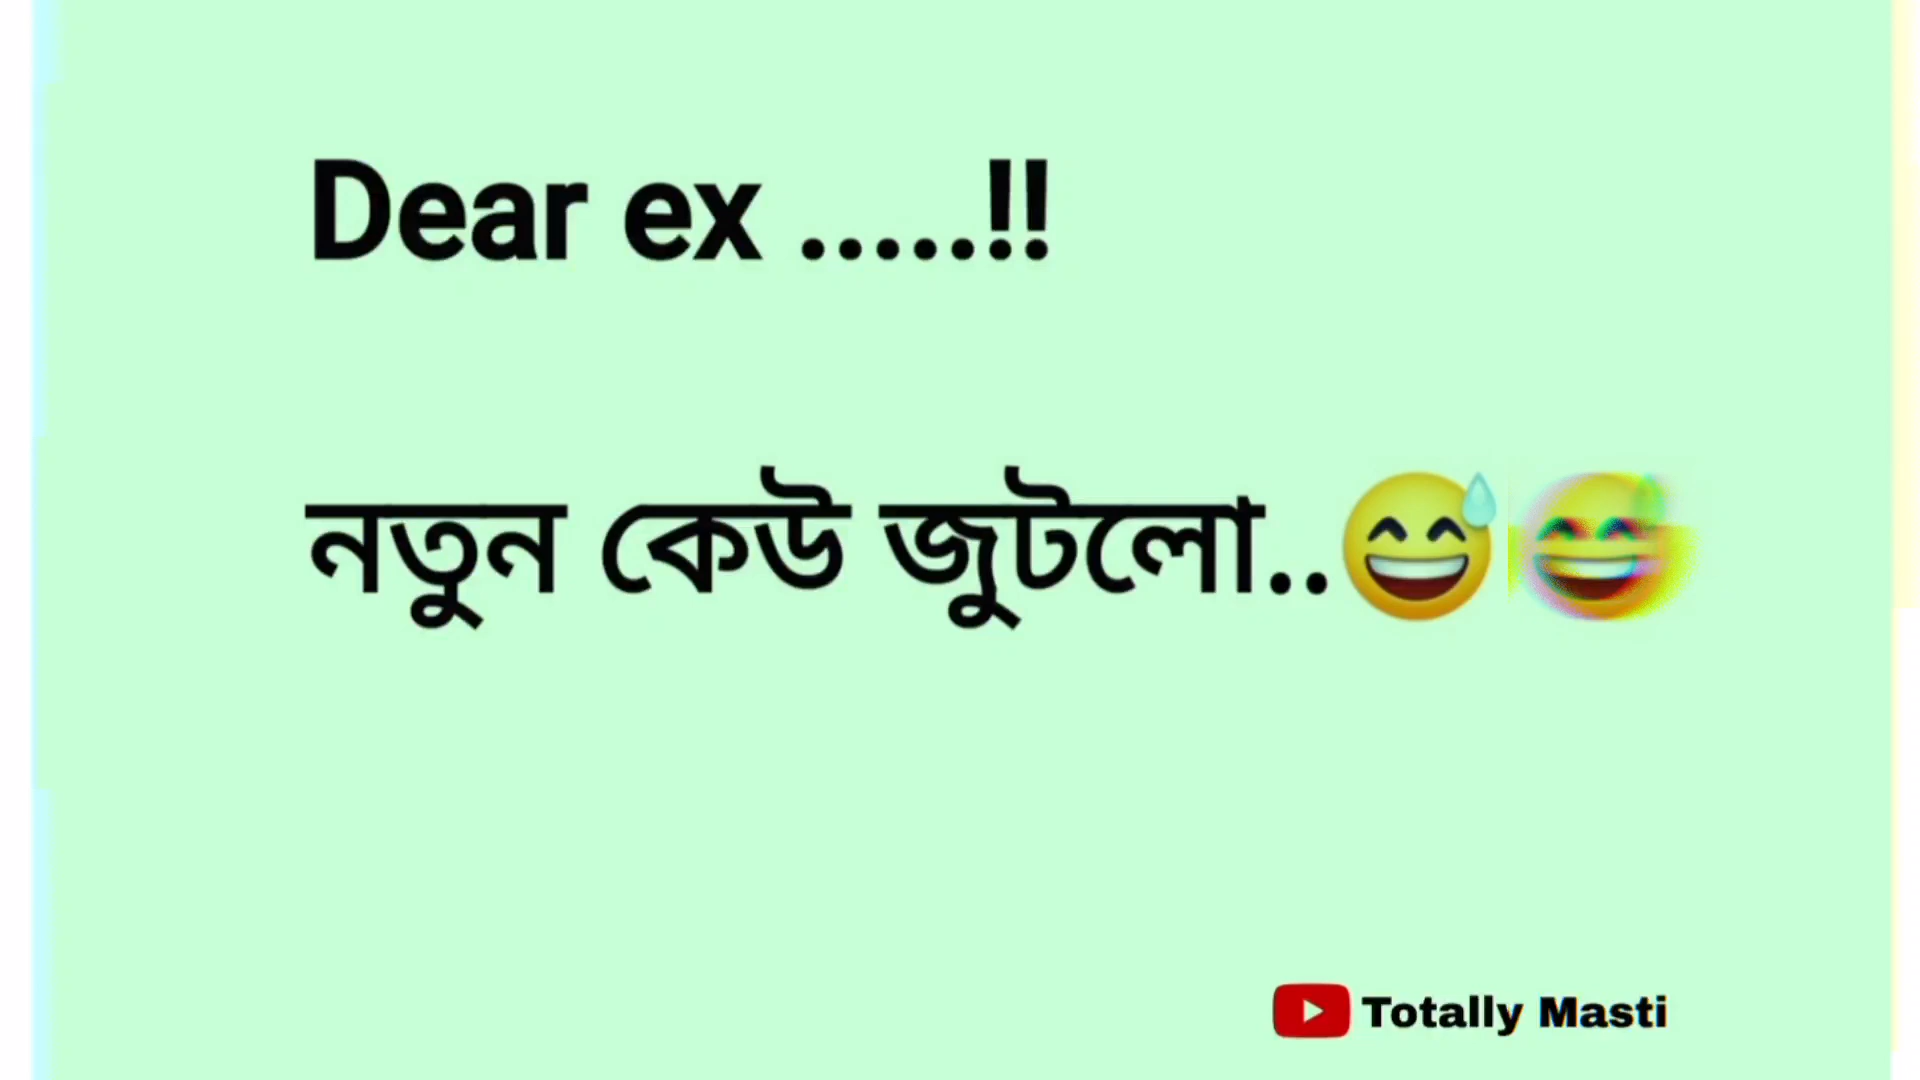 Dear ex .....!!
নতুন কেউ জুটলো..😅😅
Totally Masti